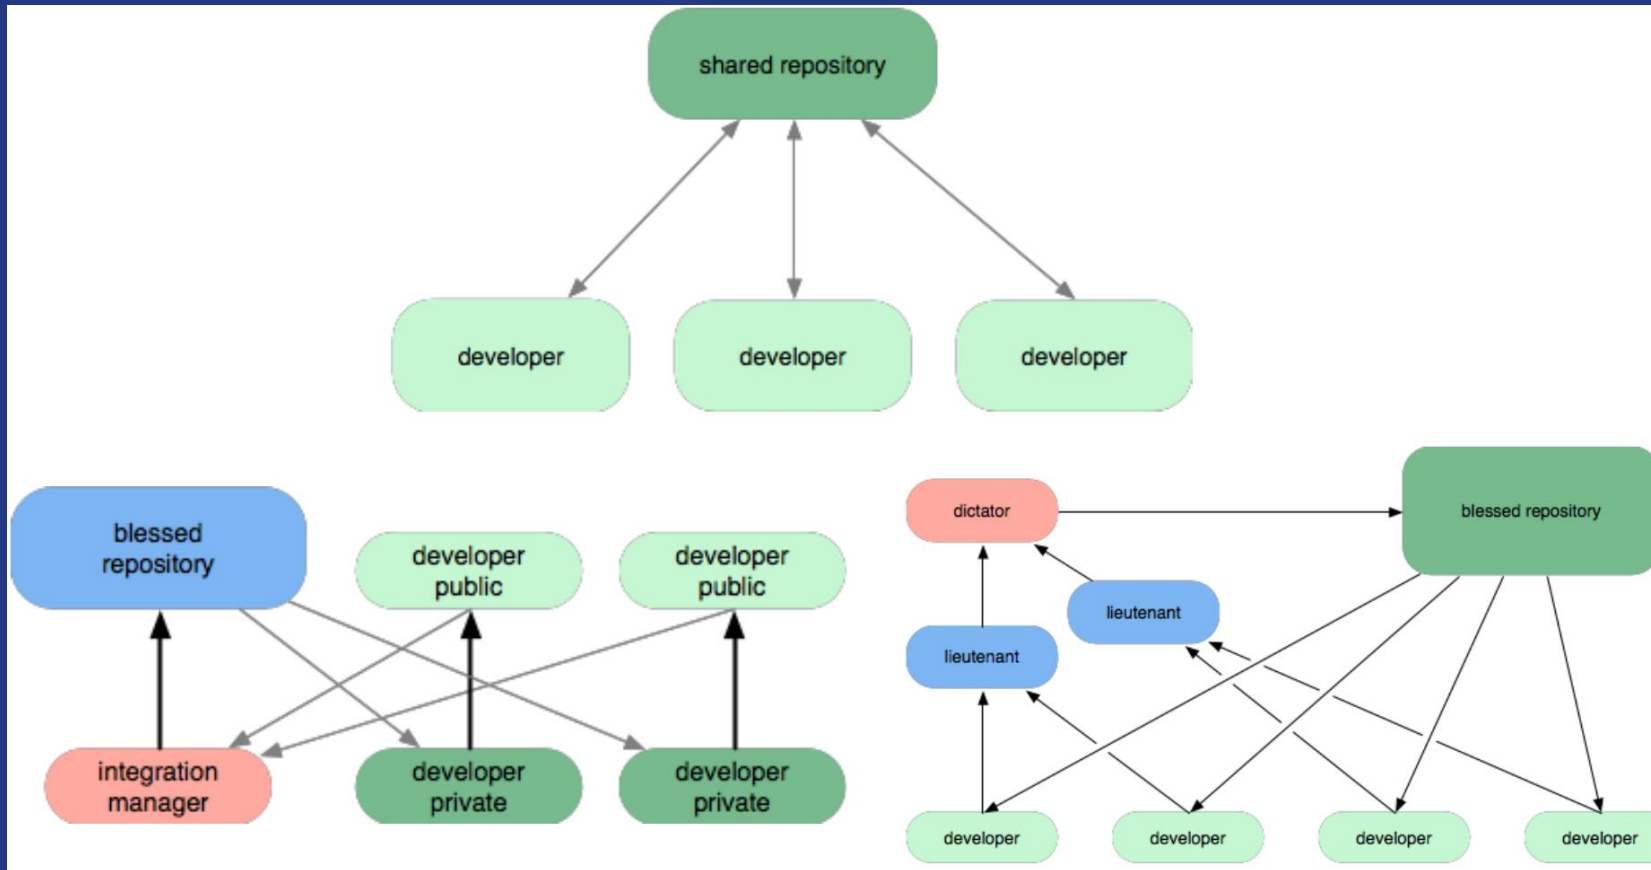 shared repository
developer
developer
developer
blessed
repository
developer
public
developer
public
integration
manager
developer
private
developer
private
dictator
blessed repository
lieutenant
lieutenant
developer
developer
developer
developer